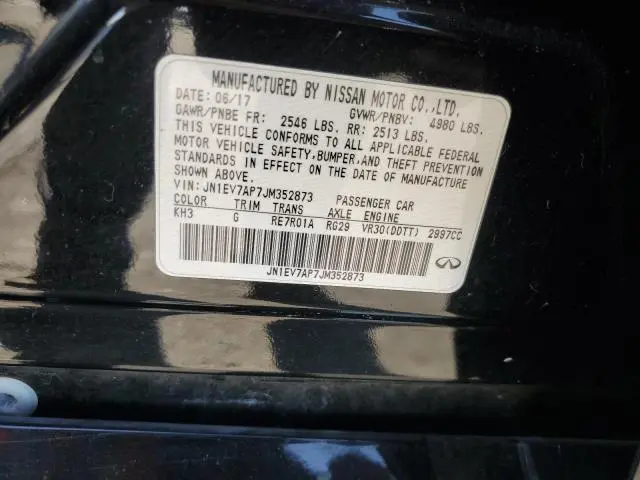 MANUFACTURED BY NISSAN MOTOR CO.,LTD.
DATE: 06/17 GVWR/PNBV: 4980 LBS.
GAWR/PNBE FR: 2546 LBS. RR: 2513 LBS.
THIS VEHICLE CONFORMS TO ALL APPLICABLE FEDERAL
MOTOR VEHICLE SAFETY,BUMPER,AND THEFT PREVENTION
STANDARDS IN EFFECT ON THE DATE OF MANUFACTURE
SHOWN ABOVE.
VIN: JN1EV7AP7JM352873 PASSENGER CAR
COLOR TRIM TRANS AXLE ENGINE
KH3 G RE7R01A RG29 VR30(DDTT) 2997CC
JN1EV7AP7JM352873
INFINITI